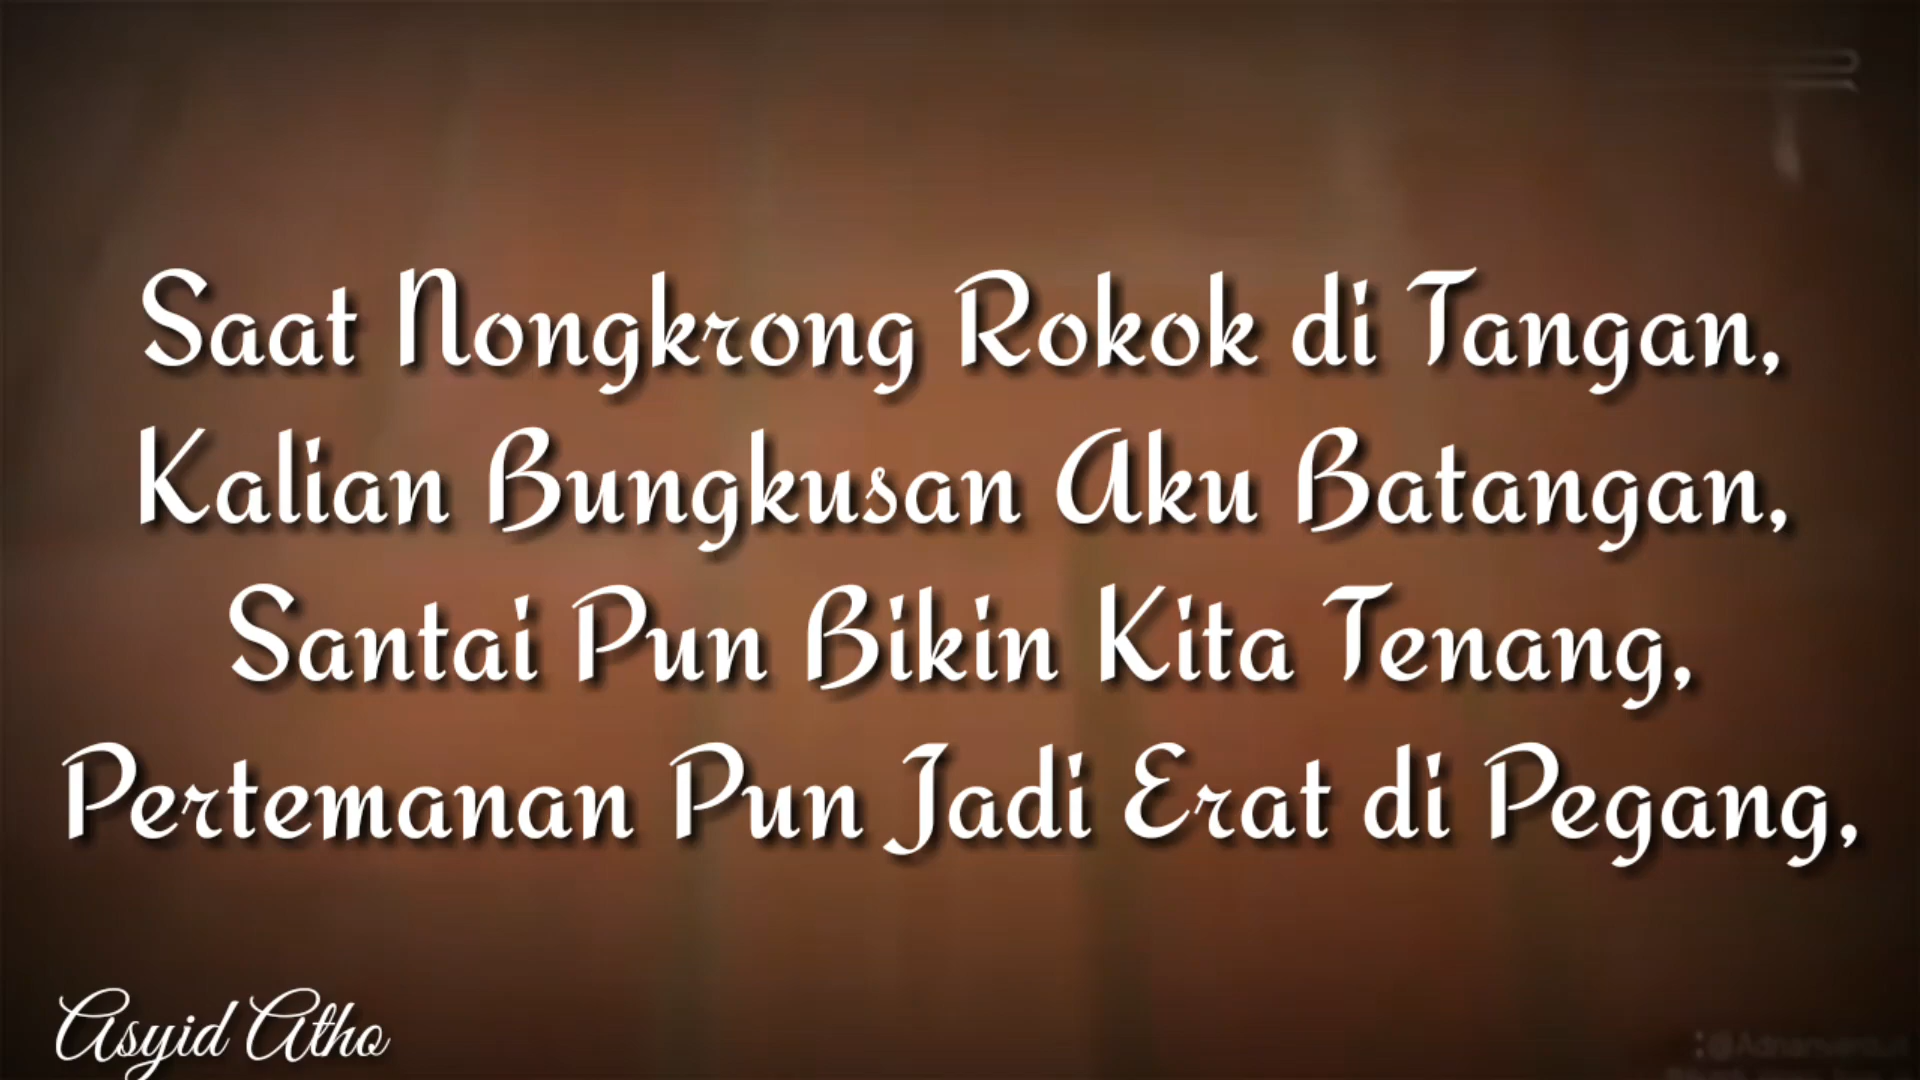 Saat Nongkrong Rokok di Tangan,
Kalian Bungkusan Aku Batangan,
Santai Pun Bikin Kita Tenang,
Pertemanan Pun Jadi Erat di Pegang,
Asyid Atho